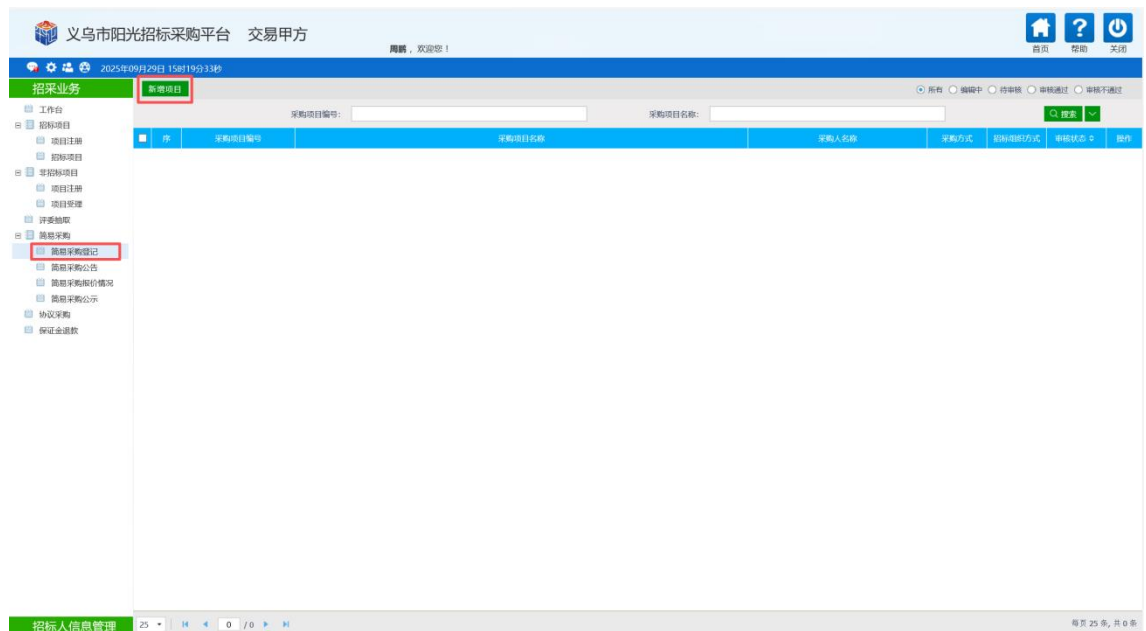 义乌市阳光招标采购平台 交易甲方
周鹏，欢迎您！
首页 帮助 关闭
2025年09月29日 15时19分33秒
招采业务
新增项目
所有 编辑中 待审核 审核通过 审核不通过
工作台
采购项目编号: 采购项目名称: 搜索
招标项目
序 采购项目编号 采购项目名称 采购人名称 采购方式 招标组织方式 审核状态 操作
项目注册
招标项目
非招标项目
项目注册
项目受理
评委抽取
简易采购
简易采购登记
简易采购公告
简易采购报价情况
简易采购公示
协议采购
保证金退款
招标人信息管理
25 0 / 0 每页 25 条, 共 0 条